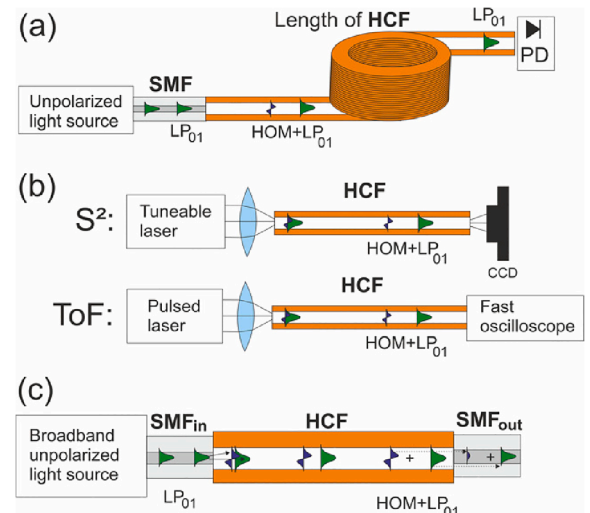 (a)
Length of HCF
LP01
PD
SMF
Unpolarized
light source
LP01
HOM+LP01
(b)
HCF
S²:
Tuneable
laser
HOM+LP01
CCD
HCF
ToF:
Pulsed
laser
Fast
oscilloscope
HOM+LP01
(c)
SMFin
HCF
SMFout
Broadband
unpolarized
light source
+
+
LP01
HOM+LP01